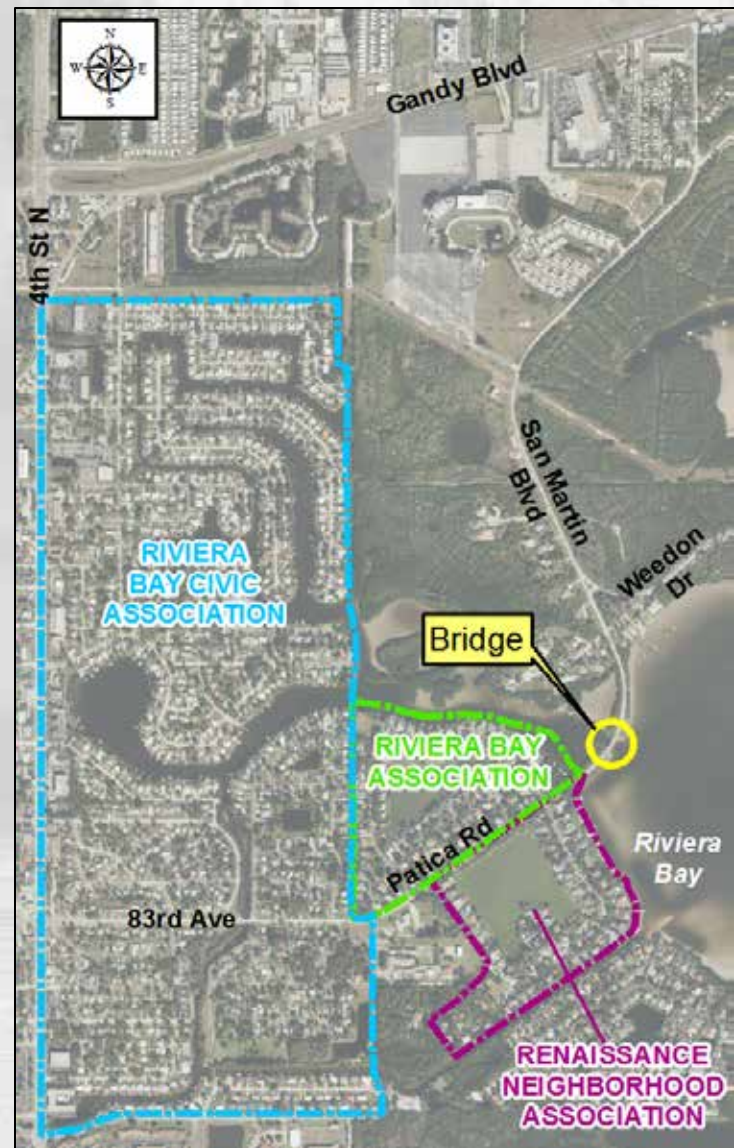 N
W E
S
Gandy Blvd
4th St N
San Martin
Blvd
Weedon
Dr
RIVIERA
BAY CIVIC
ASSOCIATION
Bridge
RIVIERA BAY
ASSOCIATION
Patica Rd
Riviera
Bay
83rd Ave
RENAISSANCE
NEIGHBORHOOD
ASSOCIATION